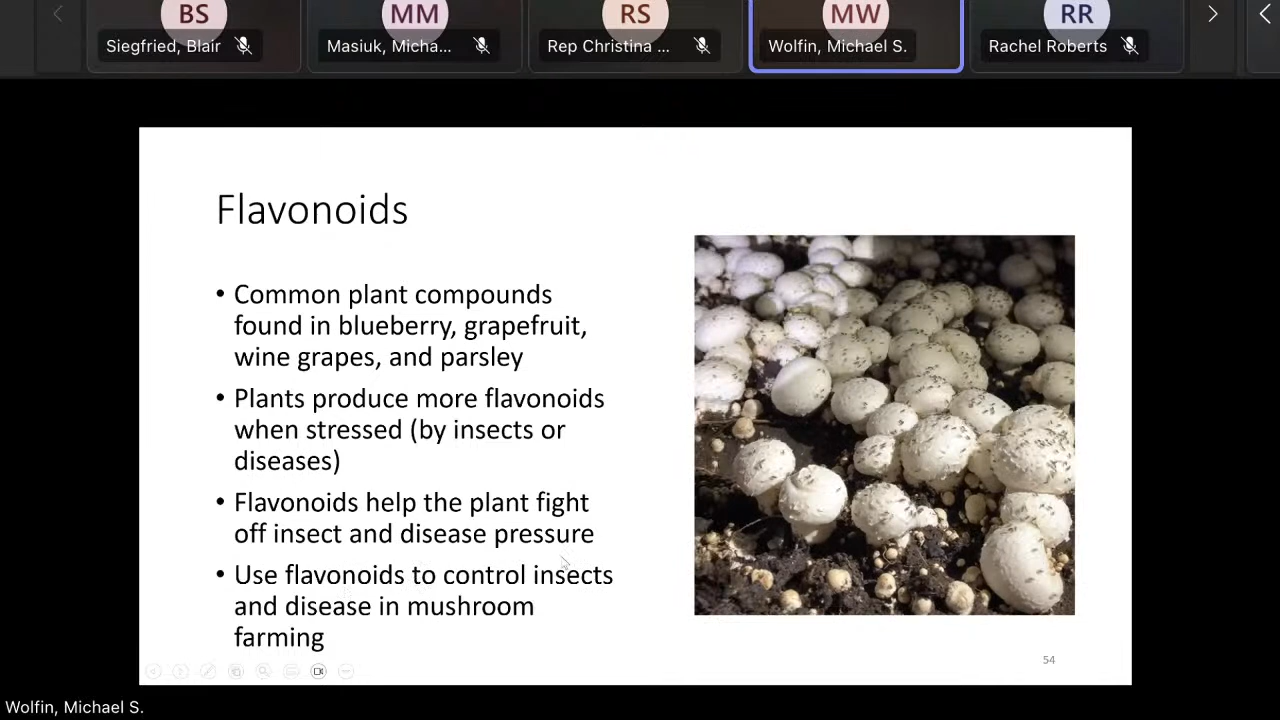 BS
MM
RS
MW
RR
Siegfried, Blair
Masiuk, Micha...
Rep Christina ...
Wolfin, Michael S.
Rachel Roberts
Flavonoids
• Common plant compounds
found in blueberry, grapefruit,
wine grapes, and parsley
• Plants produce more flavonoids
when stressed (by insects or
diseases)
• Flavonoids help the plant fight
off insect and disease pressure
• Use flavonoids to control insects
and disease in mushroom
farming
54
Wolfin, Michael S.